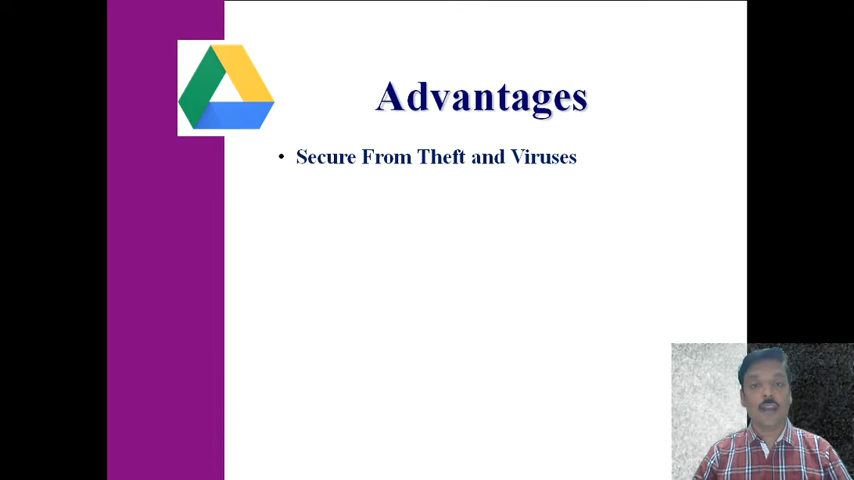 Advantages
• Secure From Theft and Viruses